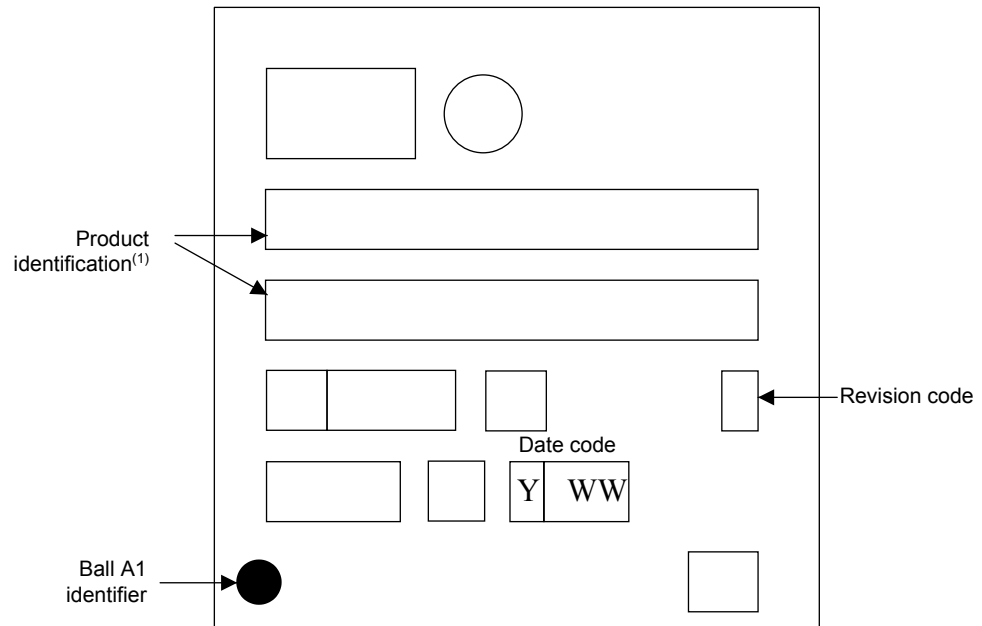 Product
identification(1)
Revision code
Date code
Y WW
Ball A1
identifier